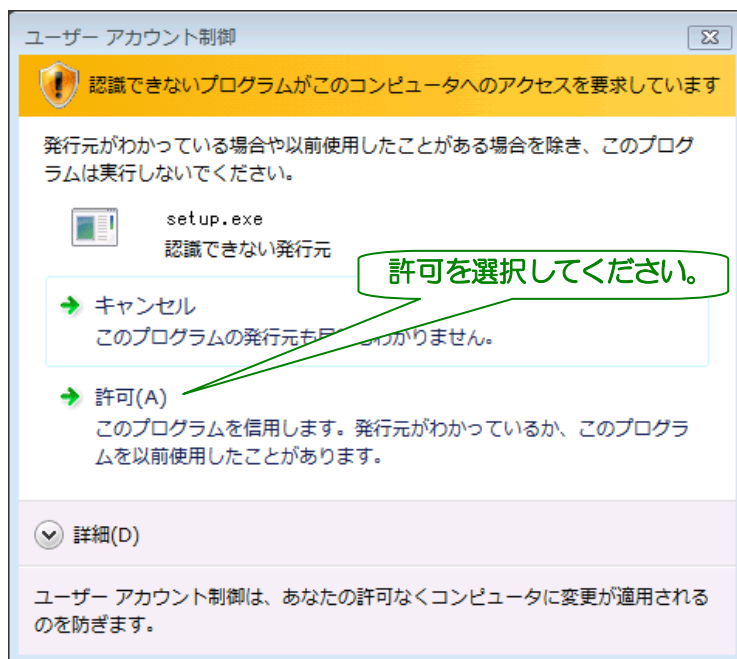 ユーザー アカウント制御
認識できないプログラムがこのコンピュータへのアクセスを要求しています
発行元がわかっている場合や以前使用したことがある場合を除き、このプログ
ラムは実行しないでください。
setup.exe
認識できない発行元
許可を選択してください。
キャンセル
このプログラムの発行元も わかりません。
許可(A)
このプログラムを信用します。発行元がわかっているか、このプログラ
ムを以前使用したことがあります。
詳細(D)
ユーザー アカウント制御は、あなたの許可なくコンピュータに変更が適用される
のを防ぎます。